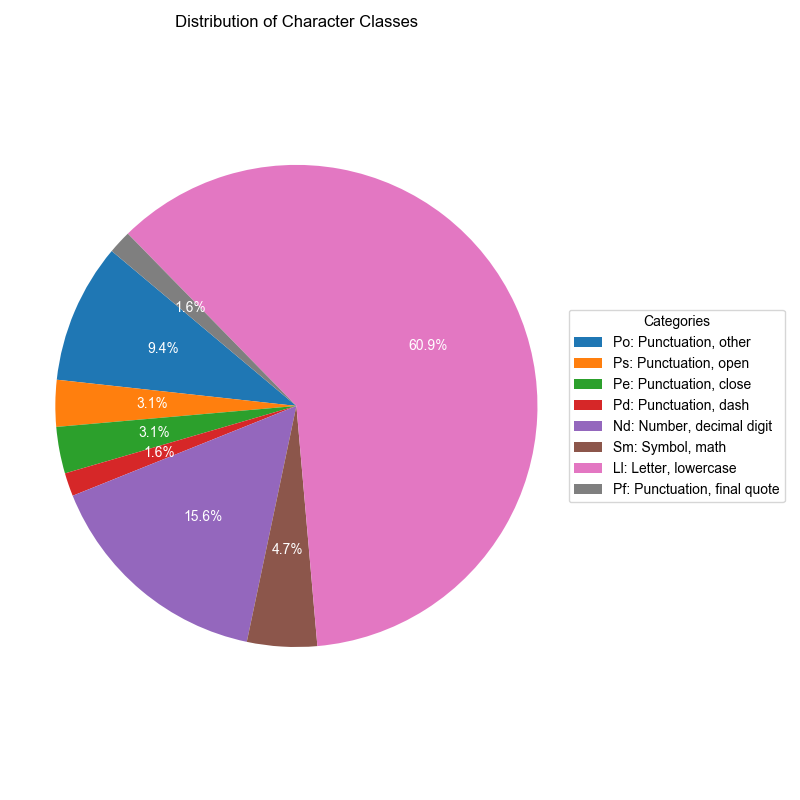 Distribution of Character Classes
1.6%
60.9%
9.4%
3.1%
3.1%
1.6%
15.6%
4.7%
Categories
Po: Punctuation, other
Ps: Punctuation, open
Pe: Punctuation, close
Pd: Punctuation, dash
Nd: Number, decimal digit
Sm: Symbol, math
Ll: Letter, lowercase
Pf: Punctuation, final quote